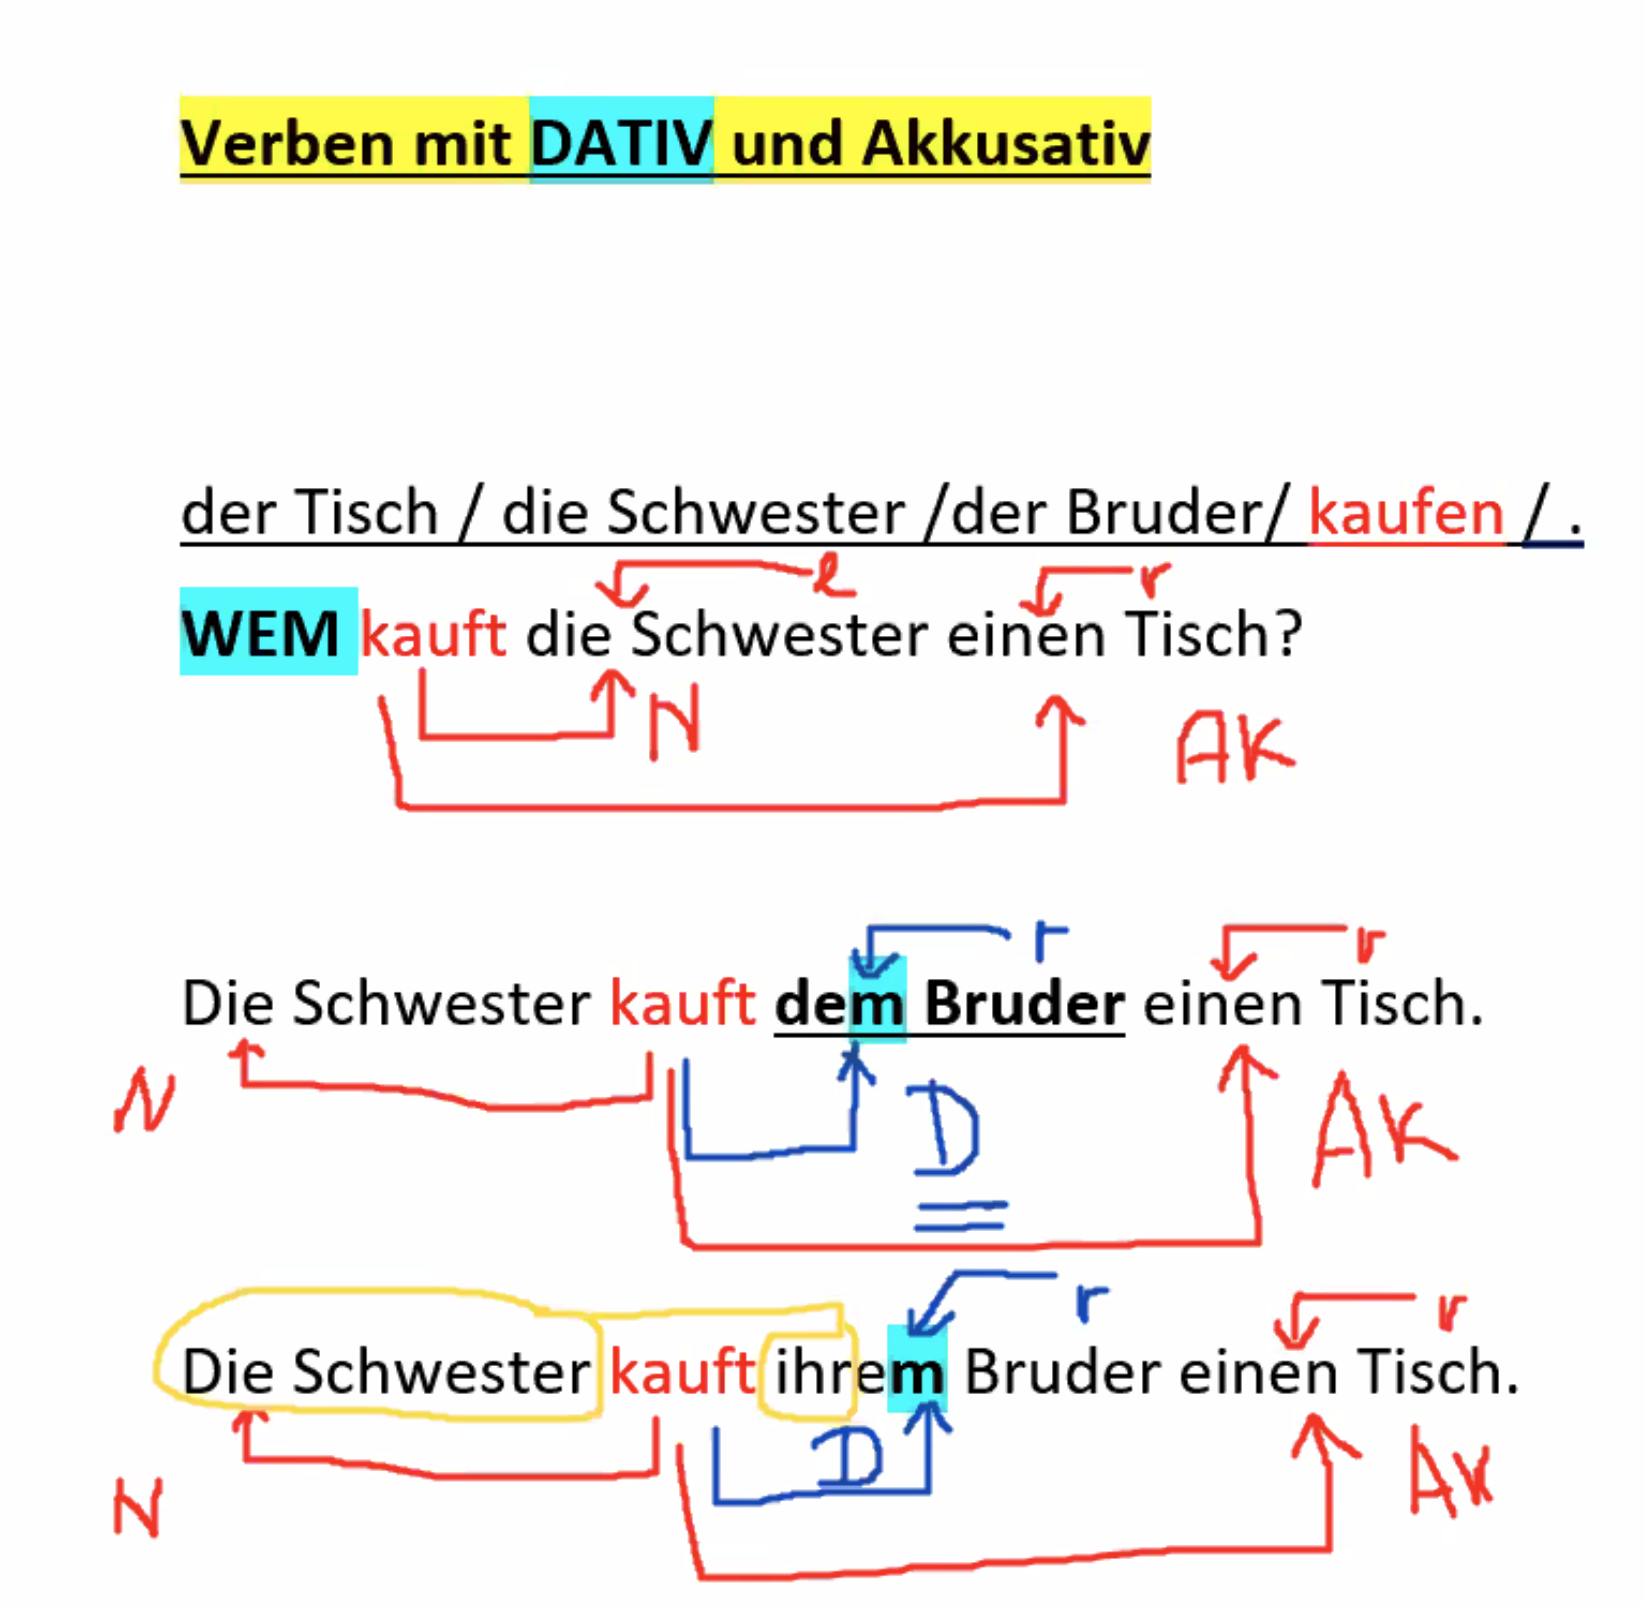 Verben mit DATIV und Akkusativ
der Tisch / die Schwester /der Bruder/ kaufen / .
e r
WEM kauft die Schwester einen Tisch?
N AK
r r
Die Schwester kauft dem Bruder einen Tisch.
N D AK
r r
Die Schwester kauft ihrem Bruder einen Tisch.
N D AK